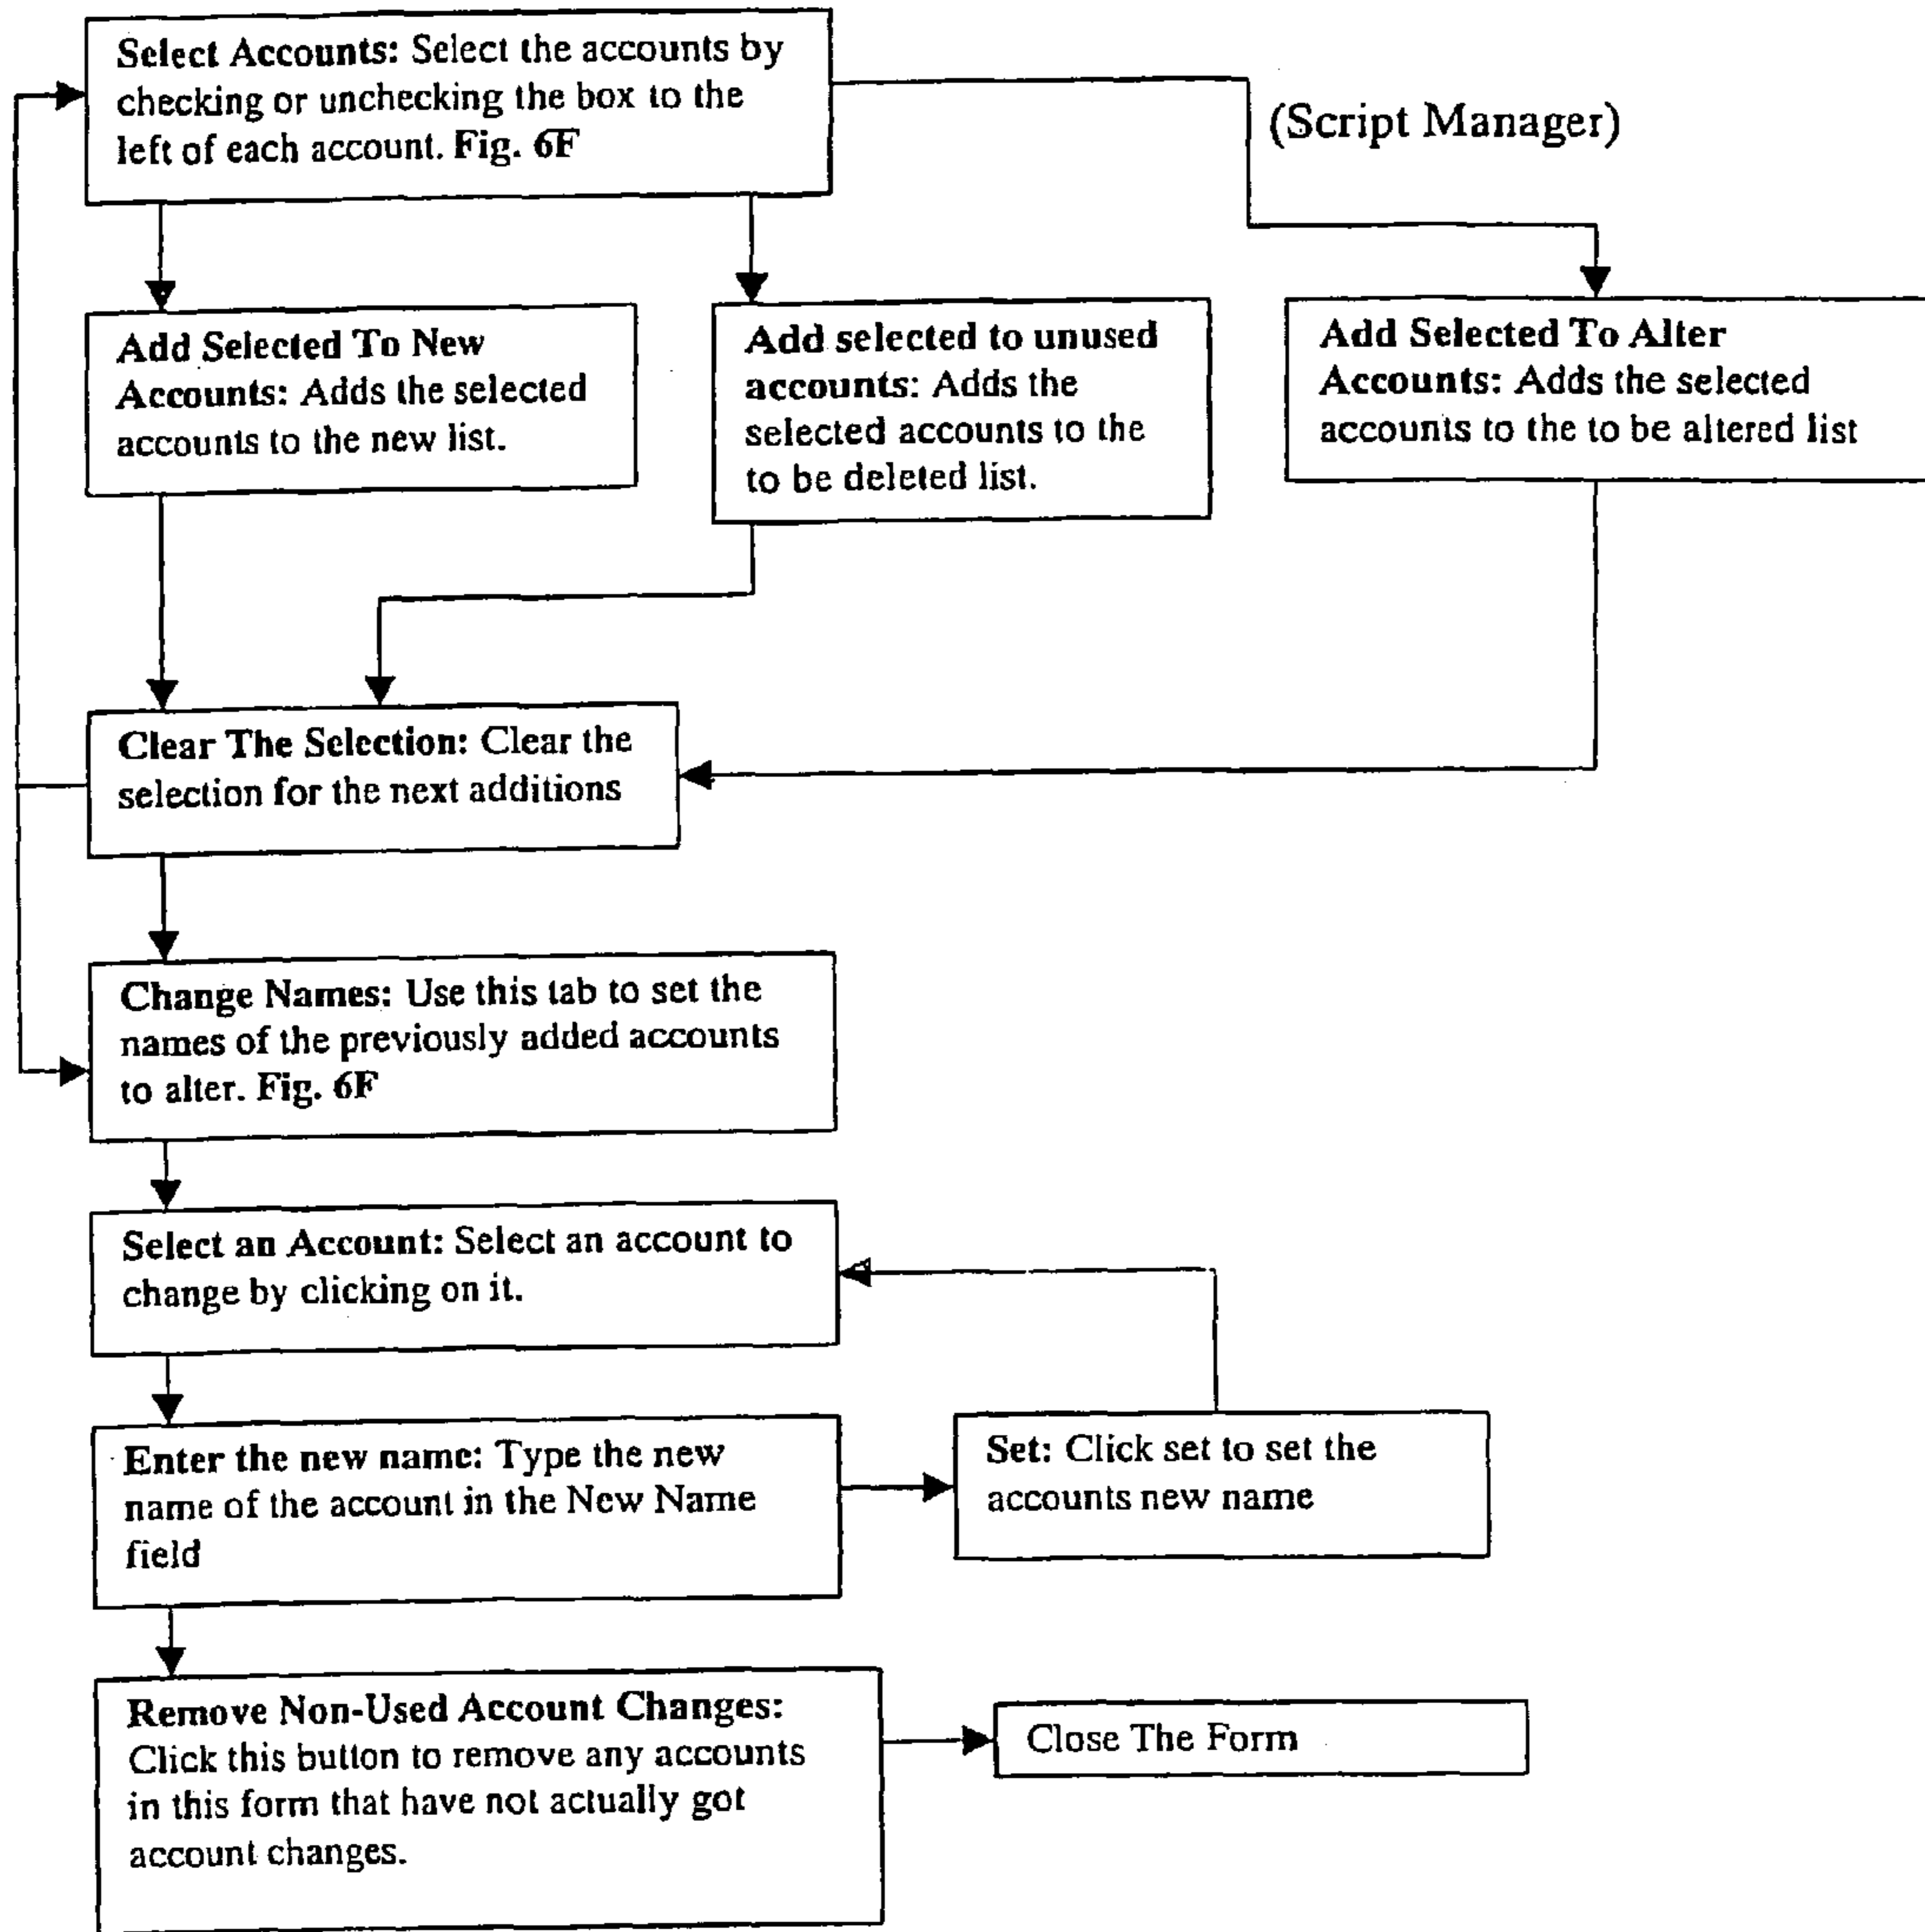 Select Accounts: Select the accounts by
checking or unchecking the box to the
left of each account. Fig. 6F
(Script Manager)
Add Selected To New
Accounts: Adds the selected
accounts to the new list.
Add selected to unused
accounts: Adds the
selected accounts to the
to be deleted list.
Add Selected To Alter
Accounts: Adds the selected
accounts to the to be altered list
Clear The Selection: Clear the
selection for the next additions
Change Names: Use this tab to set the
names of the previously added accounts
to alter. Fig. 6F
Select an Account: Select an account to
change by clicking on it.
Enter the new name: Type the new
name of the account in the New Name
field
Set: Click set to set the
accounts new name
Remove Non-Used Account Changes:
Click this button to remove any accounts
in this form that have not actually got
account changes.
Close The Form